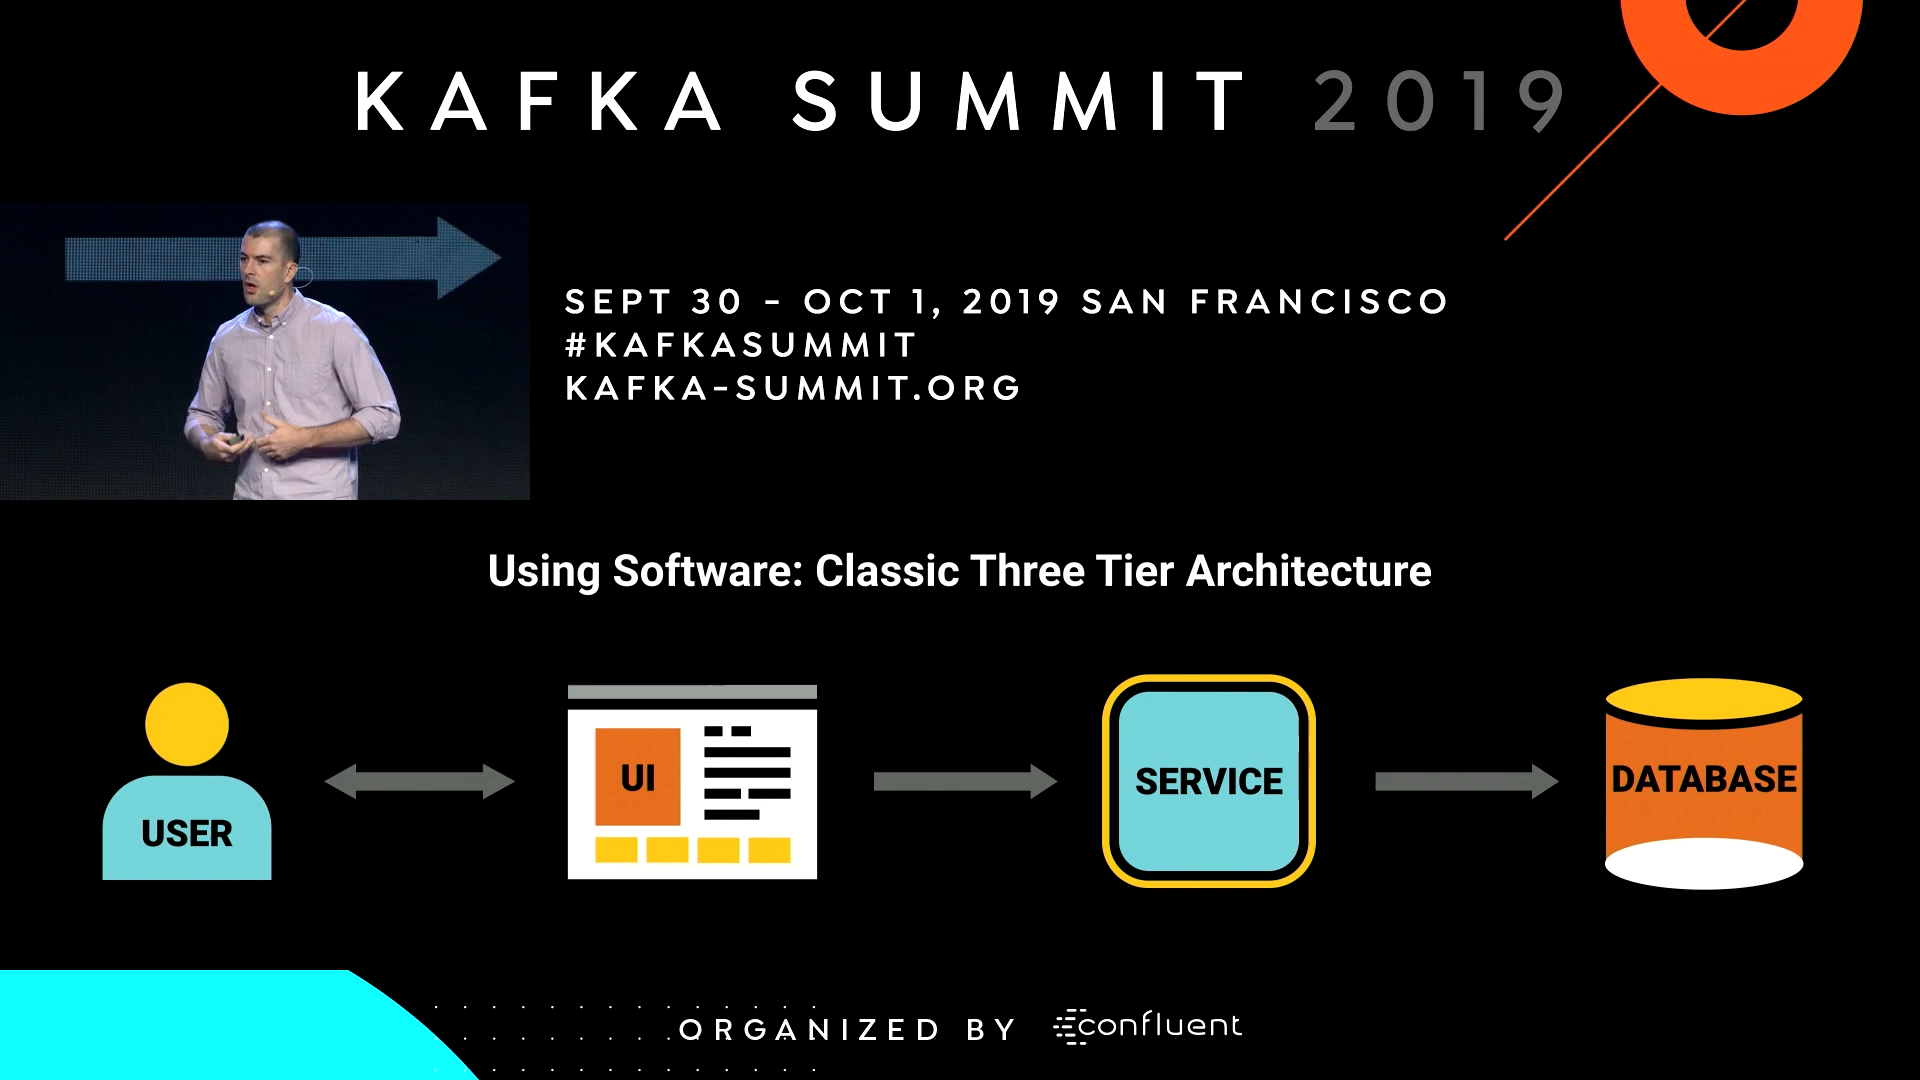 KAFKA SUMMIT 2019
SEPT 30 - OCT 1, 2019 SAN FRANCISCO
#KAFKASUMMIT
KAFKA-SUMMIT.ORG
Using Software: Classic Three Tier Architecture
USER
UI
SERVICE
DATABASE
ORGANIZED BY confluent